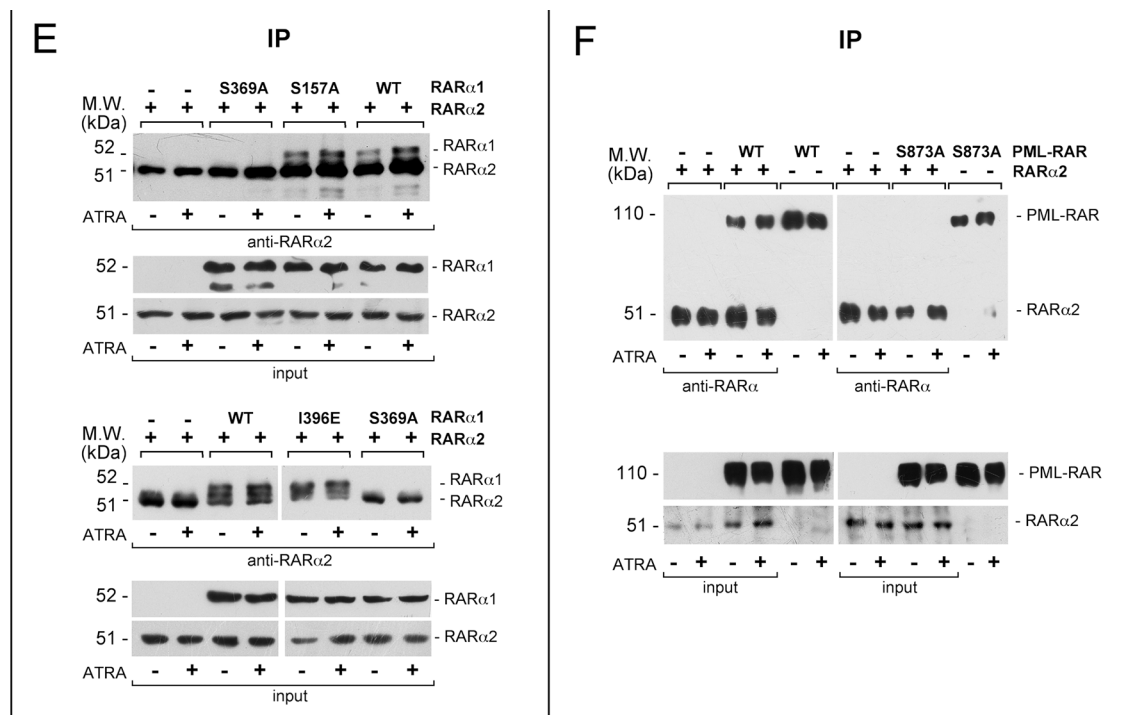 E
IP
- - S369A S157A WT RARα1
M.W. + + + + + + + + RARα2
(kDa)
52 - - RARα1
51 - - RARα2
ATRA - + - + - + - +
anti-RARα2
52 - - RARα1
51 - - RARα2
ATRA - + - + - + - +
input
- - WT I396E S369A RARα1
M.W. + + + + + + + + RARα2
(kDa)
52 - - RARα1
51 - - RARα2
ATRA - + - + - + - +
anti-RARα2
52 - - RARα1
51 - - RARα2
ATRA - + - + - + - +
input
F
IP
M.W. - - WT WT - - S873A S873A PML-RAR
(kDa) + + + + - - + + + + - - RARα2
110 - - PML-RAR
51 - - RARα2
ATRA - + - + - + - + - + - +
anti-RARα anti-RARα
110 - - PML-RAR
51 - - RARα2
ATRA - + - + - + - + - + - +
input input